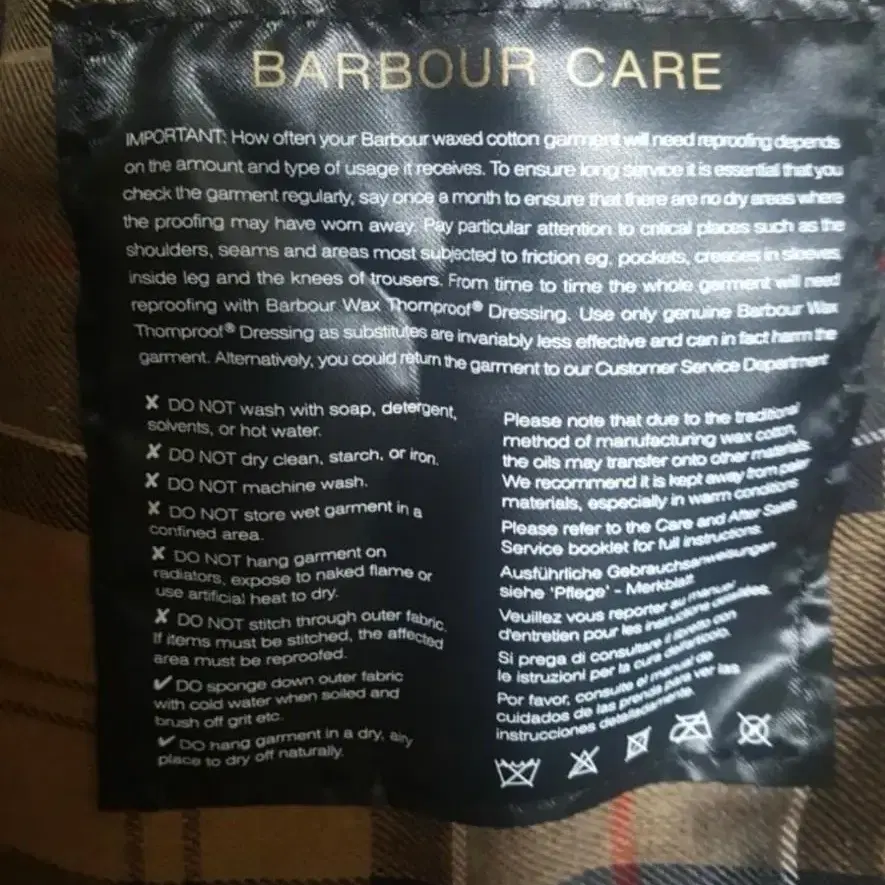 BARBOUR CARE
IMPORTANT: How often your Barbour waxed cotton garment will need reproofing depends
on the amount and type of usage it receives. To ensure long service it is essential that you
check the garment regularly, say once a month to ensure that there are no dry areas where
the proofing may have worn away. Pay particular attention to critical places such as the
shoulders, seams and areas most subjected to friction eg. pockets, creases in sleeves,
inside leg and the knees of trousers. From time to time the whole garment will need
reproofing with Barbour Wax Thornproof® Dressing. Use only genuine Barbour Wax
Thornproof® Dressing as substitutes are invariably less effective and can in fact harm the
garment. Alternatively, you could return the garment to our Customer Service Department
✘ DO NOT wash with soap, detergent,
solvents, or hot water.
✘ DO NOT dry clean, starch, or iron.
✘ DO NOT machine wash.
✘ DO NOT store wet garment in a
confined area.
✘ DO NOT hang garment on
radiators, expose to naked flame or
use artificial heat to dry.
✘ DO NOT stitch through outer fabric.
If items must be stitched, the affected
area must be reproofed.
✔ DO sponge down outer fabric
with cold water when soiled and
brush off grit etc.
✔ DO hang garment in a dry, airy
place to dry off naturally.
Please note that due to the traditional
method of manufacturing wax cotton,
the oils may transfer onto other materials.
We recommend it is kept away from paler
materials, especially in warm conditions
Please refer to the Care and After Sales
Service booklet for full instructions.
Ausführliche Gebrauchsanweisungen
siehe 'Pflege' - Merkblatt
Veuillez vous reporter au manuel
d'entretien pour les instructions détaillées.
Si prega di consultare il libretto con
le istruzioni per la cura dell'articolo.
Por favor, consulte el manual de
cuidados de las prendas para ver las
instrucciones detalladamente.